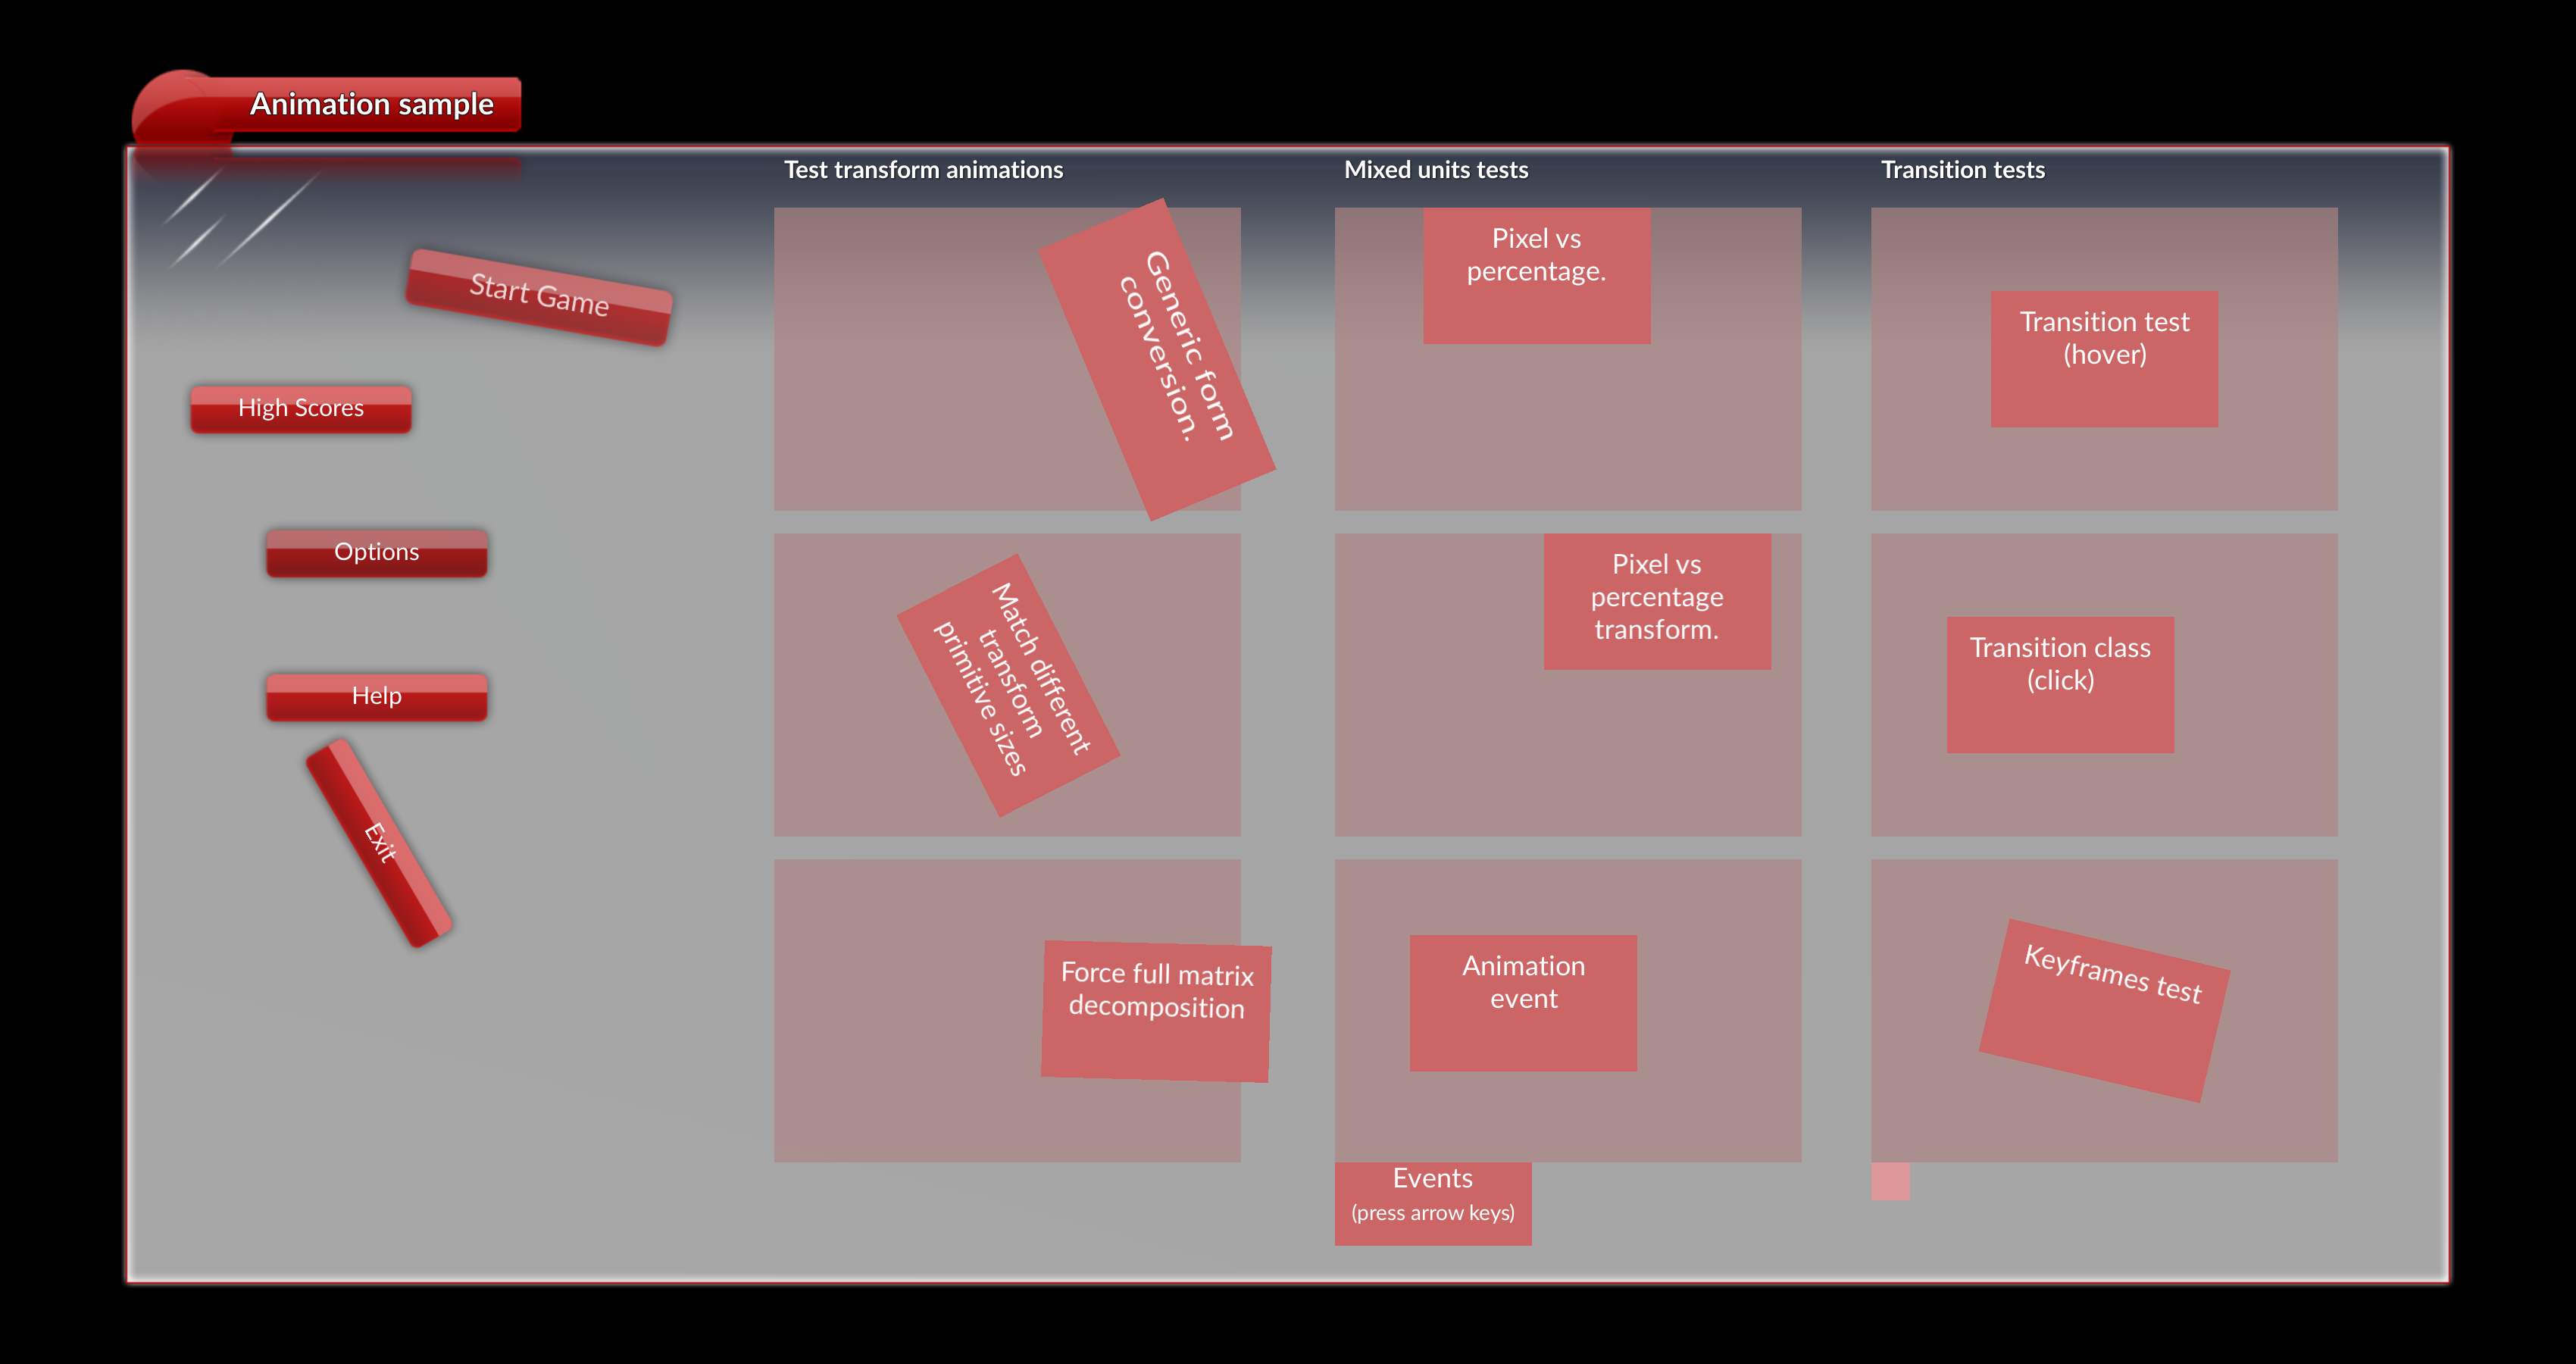 Animation sample
Start Game
High Scores
Options
Help
Exit
Test transform animations
Generic form
conversion.
Match different
transform
primitive sizes
Force full matrix
decomposition
Mixed units tests
Pixel vs
percentage.
Pixel vs
percentage
transform.
Animation
event
Events
(press arrow keys)
Transition tests
Transition test
(hover)
Transition class
(click)
Keyframes test